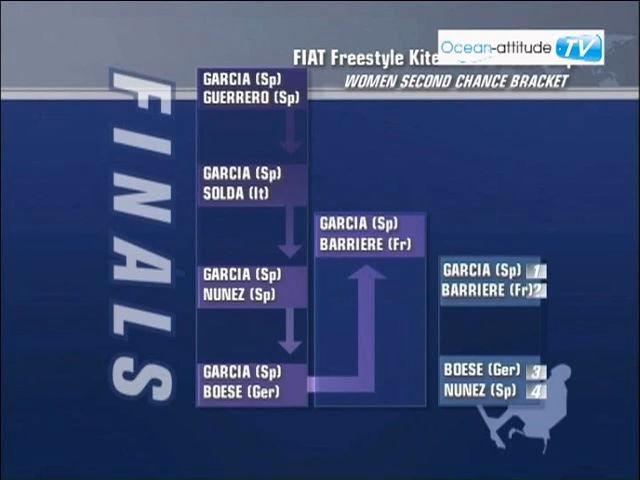 Ocean-attitude TV
FIAT Freestyle Kite
WOMEN SECOND CHANCE BRACKET
FINALS
GARCIA (Sp)
GUERRERO (Sp)
GARCIA (Sp)
SOLDA (It)
GARCIA (Sp)
NUNEZ (Sp)
GARCIA (Sp)
BOESE (Ger)
GARCIA (Sp)
BARRIERE (Fr)
GARCIA (Sp) 1
BARRIERE (Fr) 2
BOESE (Ger) 3
NUNEZ (Sp) 4